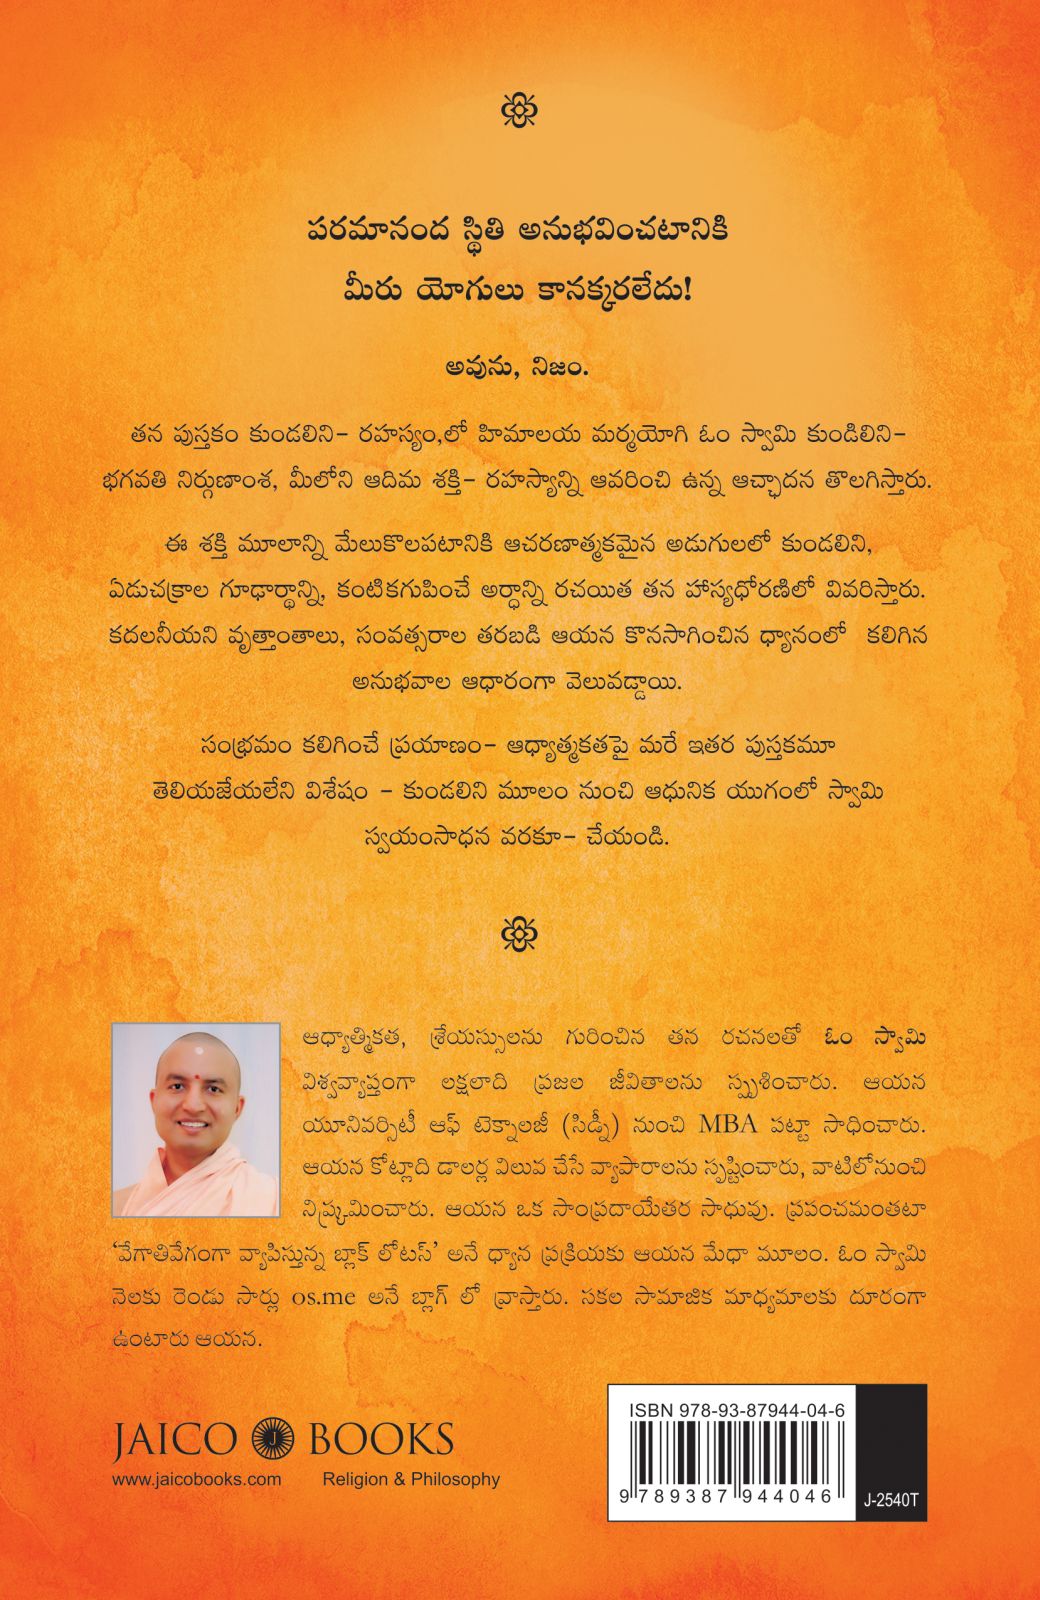 పరమానంద స్థితి అనుభవించటానికి
మీరు యోగులు కానక్కరలేదు!
అవును, నిజం.
తన పుస్తకం కుండలిని- రహస్యం,లో హిమాలయ మర్మయోగి ఓం స్వామి కుండిలిని-
భగవతి నిర్గుణాంశ, మీలోని ఆదిమ శక్తి- రహస్యాన్ని ఆవరించి ఉన్న ఆచ్ఛాదన తొలగిస్తారు.
ఈ శక్తి మూలాన్ని మేలుకొలపటానికి ఆచరణాత్మకమైన అడుగులలో కుండలిని,
ఏడుచక్రాల గూఢార్థాన్ని, కంటికగుపించే అర్ధాన్ని రచయిత తన హాస్యధోరణిలో వివరిస్తారు.
కదలనీయని వృత్తాంతాలు, సంవత్సరాల తరబడి ఆయన కొనసాగించిన ధ్యానంలో కలిగిన
అనుభవాల ఆధారంగా వెలువడ్డాయి.
సంభ్రమం కలిగించే ప్రయాణం- ఆధ్యాత్మకతపై మరే ఇతర పుస్తకమూ
తెలియజేయలేని విశేషం - కుండలిని మూలం నుంచి ఆధునిక యుగంలో స్వామి
స్వయంసాధన వరకూ- చేయండి.
ఆధ్యాత్మికత, శ్రేయస్సులను గురించిన తన రచనలతో ఓం స్వామి
విశ్వవ్యాప్తంగా లక్షలాది ప్రజల జీవితాలను స్పృశించారు. ఆయన
యూనివర్సిటీ ఆఫ్ టెక్నాలజీ (సిడ్నీ) నుంచి MBA పట్టా సాధించారు.
ఆయన కోట్లాది డాలర్ల విలువ చేసే వ్యాపారాలను సృష్టించారు, వాటిలోనుంచి
నిష్క్రమించారు. ఆయన ఒక సాంప్రదాయేతర సాధువు. ప్రపంచమంతటా
'వేగాతివేగంగా వ్యాపిస్తున్న బ్లాక్ లోటస్' అనే ధ్యాన ప్రక్రియకు ఆయన మేధా మూలం. ఓం స్వామి
నెలకు రెండు సార్లు os.me అనే బ్లాగ్ లో వ్రాస్తారు. సకల సామాజిక మాధ్యమాలకు దూరంగా
ఉంటారు ఆయన.
JAICO J BOOKS
www.jaicobooks.com Religion & Philosophy
ISBN 978-93-87944-04-6
9 789387 944046
J-2540T